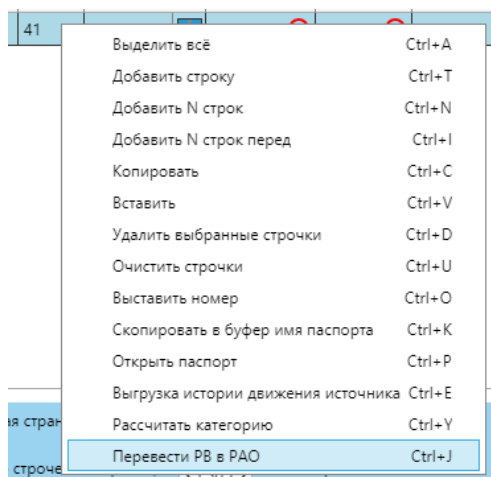 41
Выделить всё Ctrl+A
Добавить строку Ctrl+T
Добавить N строк Ctrl+N
Добавить N строк перед Ctrl+I
Копировать Ctrl+C
Вставить Ctrl+V
Удалить выбранные строчки Ctrl+D
Очистить строчки Ctrl+U
Выставить номер Ctrl+O
Скопировать в буфер имя паспорта Ctrl+K
Открыть паспорт Ctrl+P
Выгрузка истории движения источника Ctrl+E
ая стран
Рассчитать категорию Ctrl+Y
Перевести РВ в РАО Ctrl+J
строче